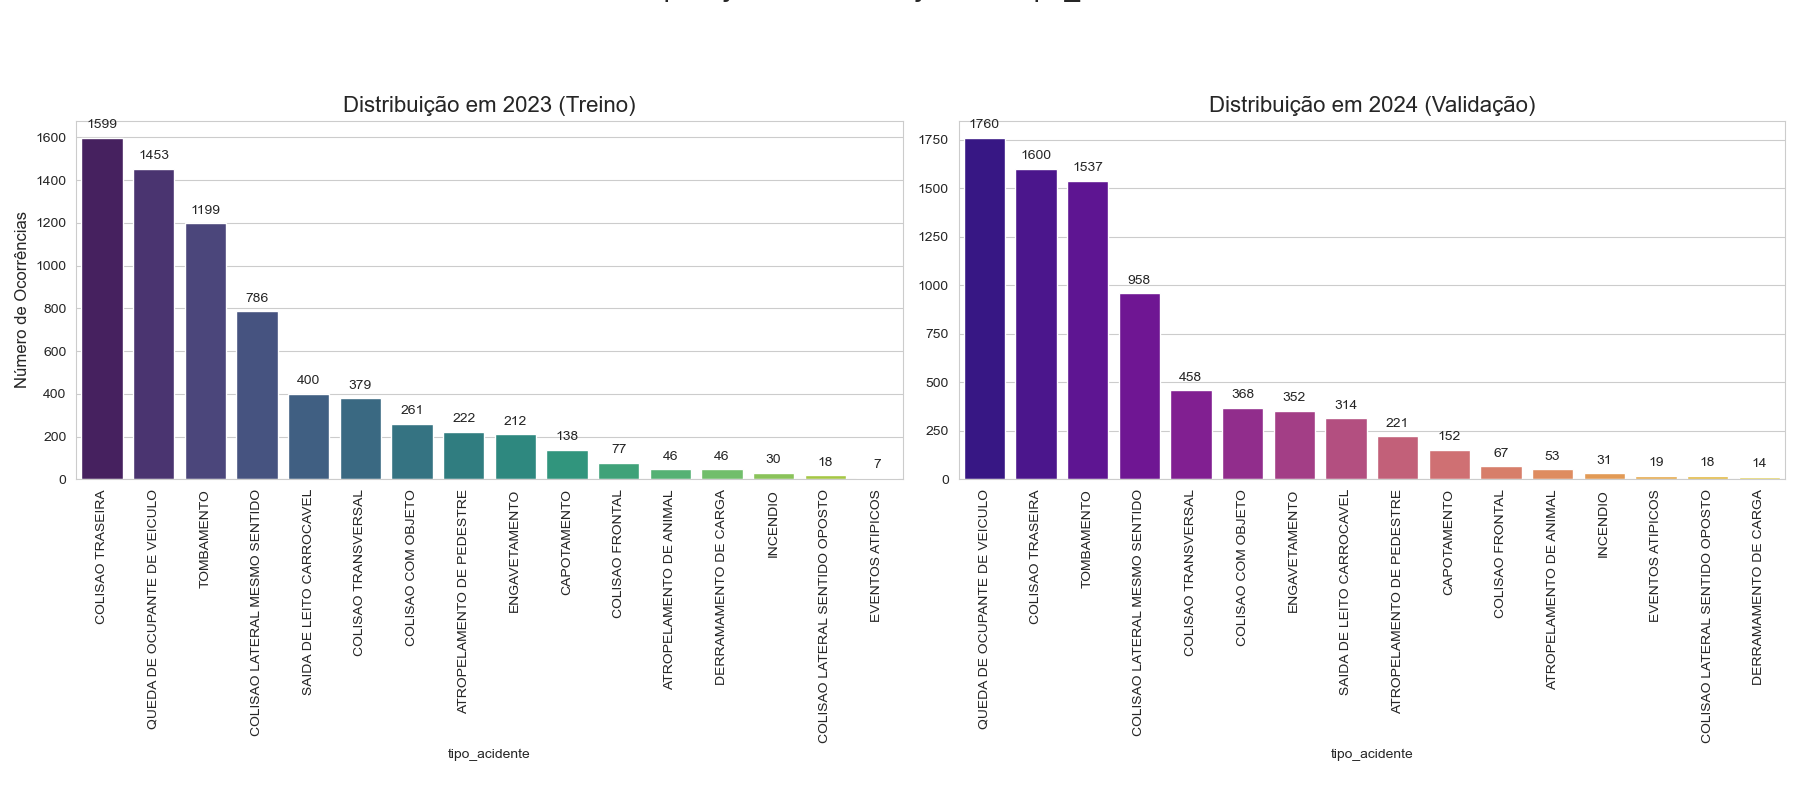 Distribuição em 2023 (Treino)
Número de Ocorrências
1600
1400
1200
1000
800
600
400
200
0
1599
1453
1199
786
400
379
261
222
212
138
77
46
46
30
18
7
COLISAO TRASEIRA
QUEDA DE OCUPANTE DE VEICULO
TOMBAMENTO
COLISAO LATERAL MESMO SENTIDO
SAIDA DE LEITO CARROCAVEL
COLISAO TRANSVERSAL
COLISAO COM OBJETO
ATROPELAMENTO DE PEDESTRE
ENGAVETAMENTO
CAPOTAMENTO
COLISAO FRONTAL
ATROPELAMENTO DE ANIMAL
DERRAMAMENTO DE CARGA
INCENDIO
COLISAO LATERAL SENTIDO OPOSTO
EVENTOS ATIPICOS
tipo_acidente
Distribuição em 2024 (Validação)
1750
1500
1250
1000
750
500
250
0
1760
1600
1537
958
458
368
352
314
221
152
67
53
31
19
18
14
QUEDA DE OCUPANTE DE VEICULO
COLISAO TRASEIRA
TOMBAMENTO
COLISAO LATERAL MESMO SENTIDO
COLISAO TRANSVERSAL
COLISAO COM OBJETO
ENGAVETAMENTO
SAIDA DE LEITO CARROCAVEL
ATROPELAMENTO DE PEDESTRE
CAPOTAMENTO
COLISAO FRONTAL
ATROPELAMENTO DE ANIMAL
INCENDIO
EVENTOS ATIPICOS
COLISAO LATERAL SENTIDO OPOSTO
DERRAMAMENTO DE CARGA
tipo_acidente